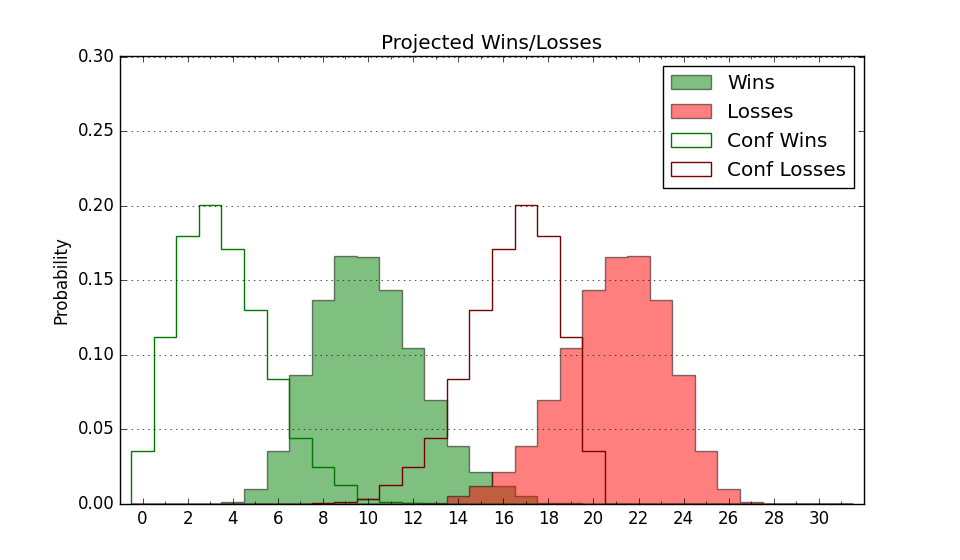 Projected Wins/Losses
0.30
0.25
0.20
0.15
0.10
0.05
0.00
Probability
Wins
Losses
Conf Wins
Conf Losses
0 2 4 6 8 10 12 14 16 18 20 22 24 26 28 30